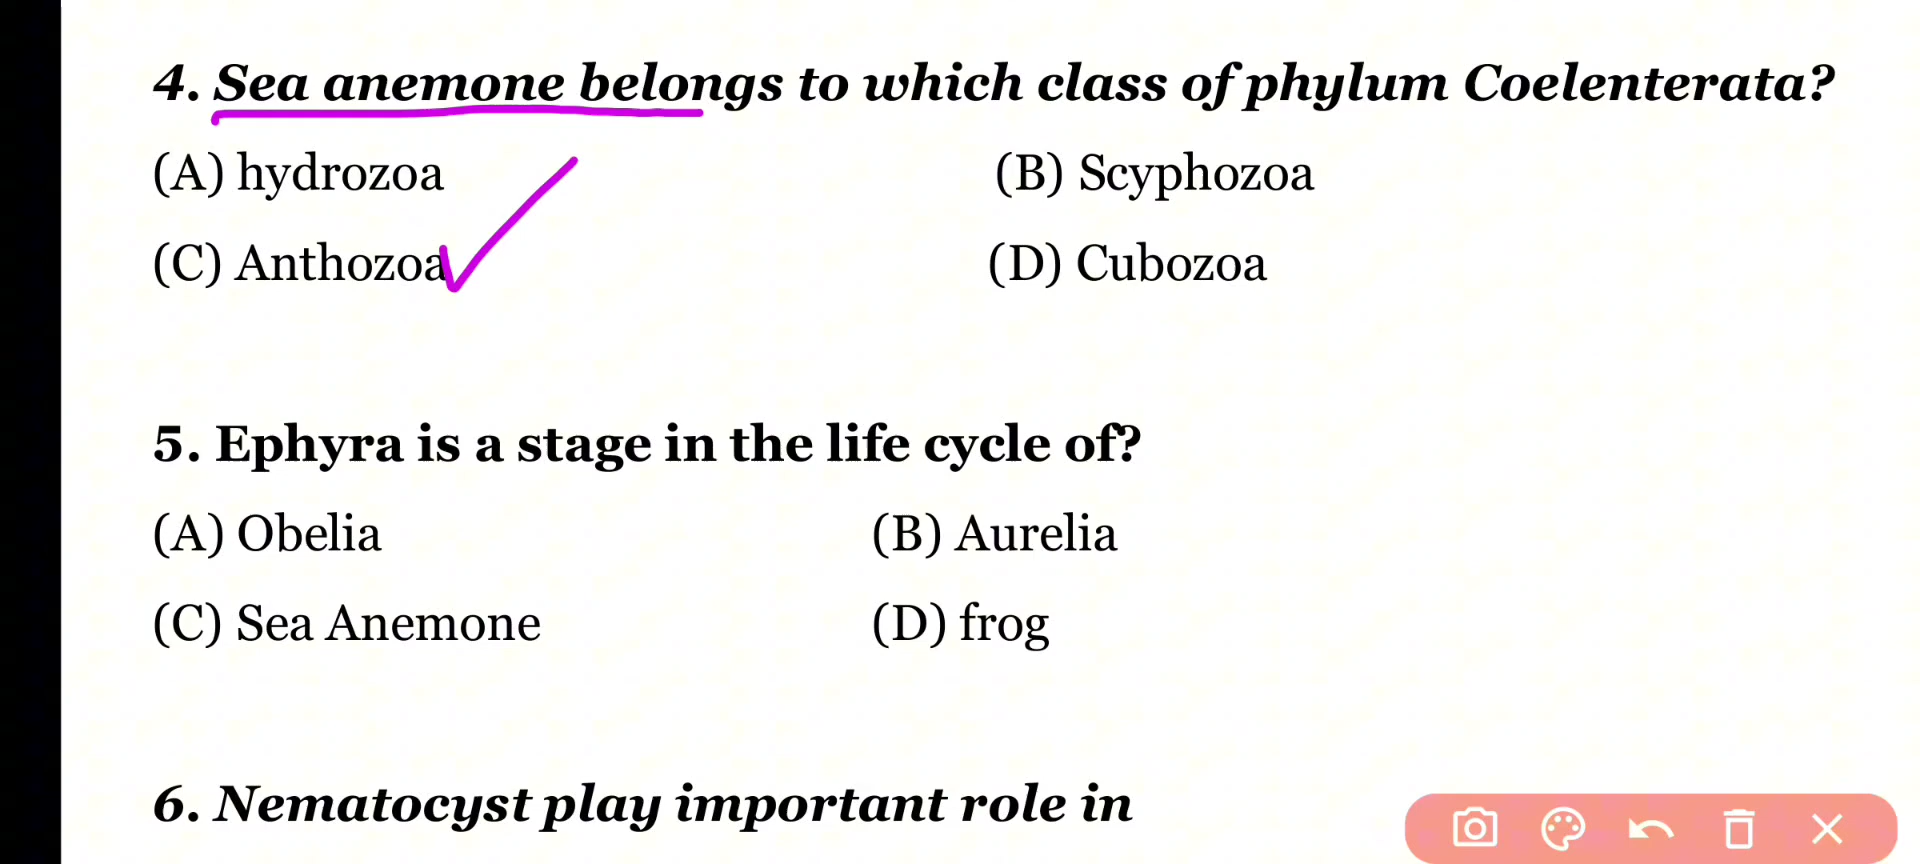 4. Sea anemone belongs to which class of phylum Coelenterata?
(A) hydrozoa (B) Scyphozoa
(C) Anthozoa (D) Cubozoa
5. Ephyra is a stage in the life cycle of?
(A) Obelia (B) Aurelia
(C) Sea Anemone (D) frog
6. Nematocyst play important role in